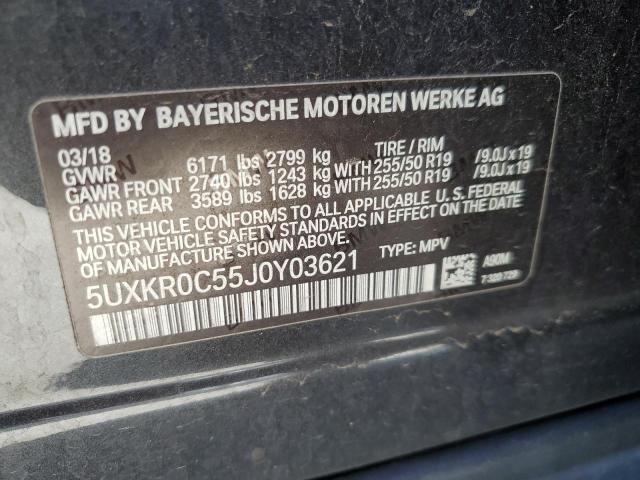 MFD BY BAYERISCHE MOTOREN WERKE AG
03/18 TIRE / RIM
GVWR 6171 lbs 2799 kg
GAWR FRONT 2740 lbs 1243 kg WITH 255/50 R19 /9.0J x 19
GAWR REAR 3589 lbs 1628 kg WITH 255/50 R19 /9.0J x 19
THIS VEHICLE CONFORMS TO ALL APPLICABLE U. S. FEDERAL
MOTOR VEHICLE SAFETY STANDARDS IN EFFECT ON THE DATE
OF MANUFACTURE SHOWN ABOVE.
5UXKR0C55J0Y03621 TYPE: MPV
A90M